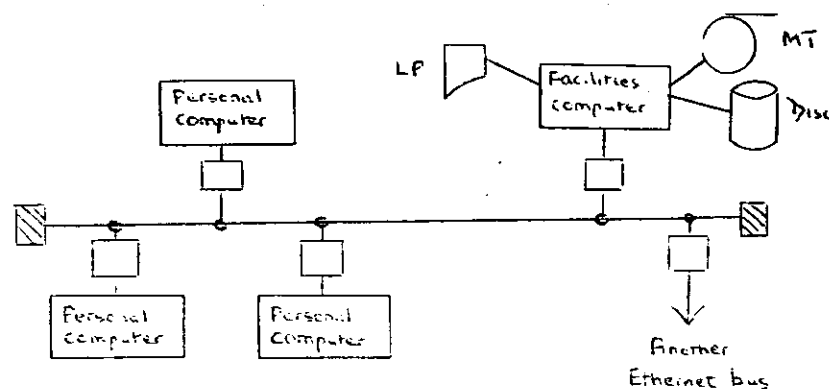 LP
MT
Disc
Facilities
computer
Personal
computer
Personal
computer
Personal
computer
Another
Ethernet bus